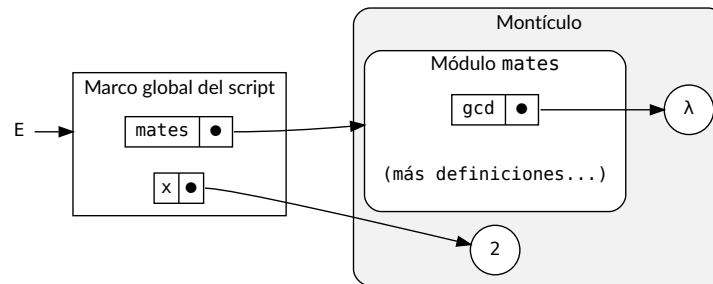 Montículo
Módulo mates
Marco global del script
gcd
λ
E
mates
(más definiciones...)
x
2